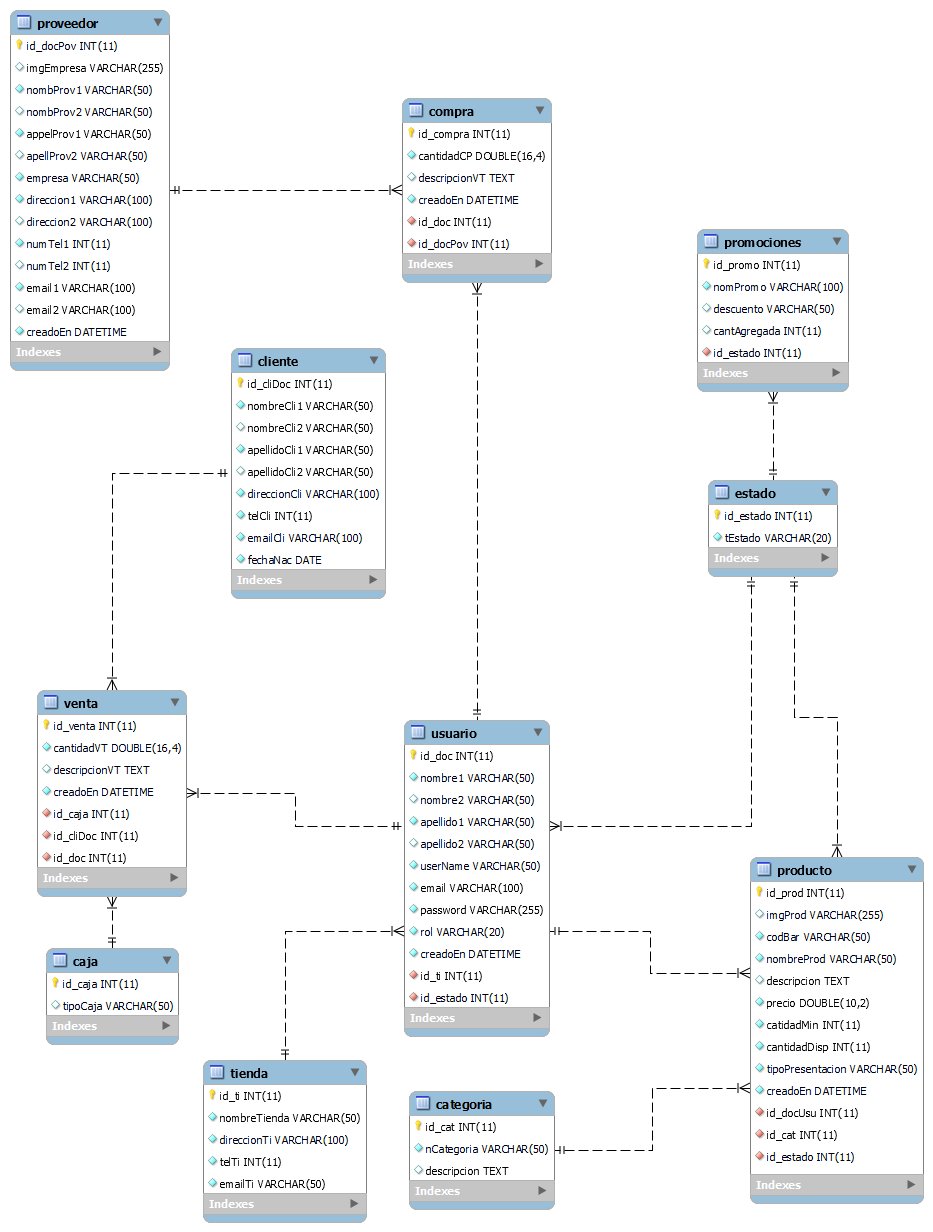 proveedor
id_docPov INT(11)
imgEmpresa VARCHAR(255)
nombProv1 VARCHAR(50)
nombProv2 VARCHAR(50)
appelProv1 VARCHAR(50)
apellProv2 VARCHAR(50)
empresa VARCHAR(50)
direccion1 VARCHAR(100)
direccion2 VARCHAR(100)
numTel1 INT(11)
numTel2 INT(11)
email1 VARCHAR(100)
email2 VARCHAR(100)
creadoEn DATETIME
Indexes
compra
id_compra INT(11)
cantidadCP DOUBLE(16,4)
descripcionVT TEXT
creadoEn DATETIME
id_doc INT(11)
id_docPov INT(11)
Indexes
promociones
id_promo INT(11)
nomPromo VARCHAR(100)
descuento VARCHAR(50)
cantAgregada INT(11)
id_estado INT(11)
Indexes
cliente
id_cliDoc INT(11)
nombreCli1 VARCHAR(50)
nombreCli2 VARCHAR(50)
apellidoCli1 VARCHAR(50)
apellidoCli2 VARCHAR(50)
direccionCli VARCHAR(100)
telCli INT(11)
emailCli VARCHAR(100)
fechaNac DATE
Indexes
estado
id_estado INT(11)
tEstado VARCHAR(20)
Indexes
venta
id_venta INT(11)
cantidadVT DOUBLE(16,4)
descripcionVT TEXT
creadoEn DATETIME
id_caja INT(11)
id_cliDoc INT(11)
id_doc INT(11)
Indexes
usuario
id_doc INT(11)
nombre1 VARCHAR(50)
nombre2 VARCHAR(50)
apellido1 VARCHAR(50)
apellido2 VARCHAR(50)
userName VARCHAR(50)
email VARCHAR(100)
password VARCHAR(255)
rol VARCHAR(20)
creadoEn DATETIME
id_ti INT(11)
id_estado INT(11)
Indexes
producto
id_prod INT(11)
imgProd VARCHAR(255)
codBar VARCHAR(50)
nombreProd VARCHAR(50)
descripcion TEXT
precio DOUBLE(10,2)
catidadMin INT(11)
cantidadDisp INT(11)
tipoPresentacion VARCHAR(50)
creadoEn DATETIME
id_docUsu INT(11)
id_cat INT(11)
id_estado INT(11)
Indexes
caja
id_caja INT(11)
tipoCaja VARCHAR(50)
Indexes
tienda
id_ti INT(11)
nombreTienda VARCHAR(50)
direccionTi VARCHAR(100)
telTi INT(11)
emailTi VARCHAR(50)
Indexes
categoria
id_cat INT(11)
nCategoria VARCHAR(50)
descripcion TEXT
Indexes